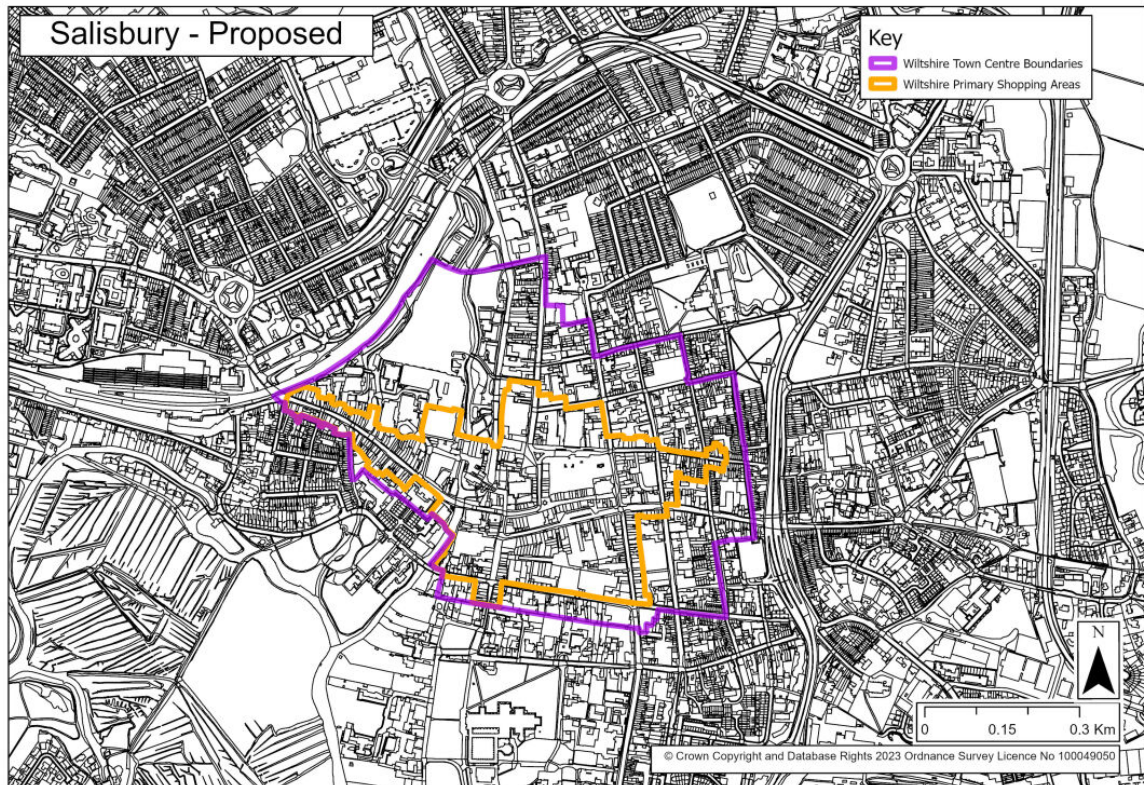 Salisbury - Proposed
Key
Wiltshire Town Centre Boundaries
Wiltshire Primary Shopping Areas
N
0 0.15 0.3 Km
© Crown Copyright and Database Rights 2023 Ordnance Survey Licence No 100049050